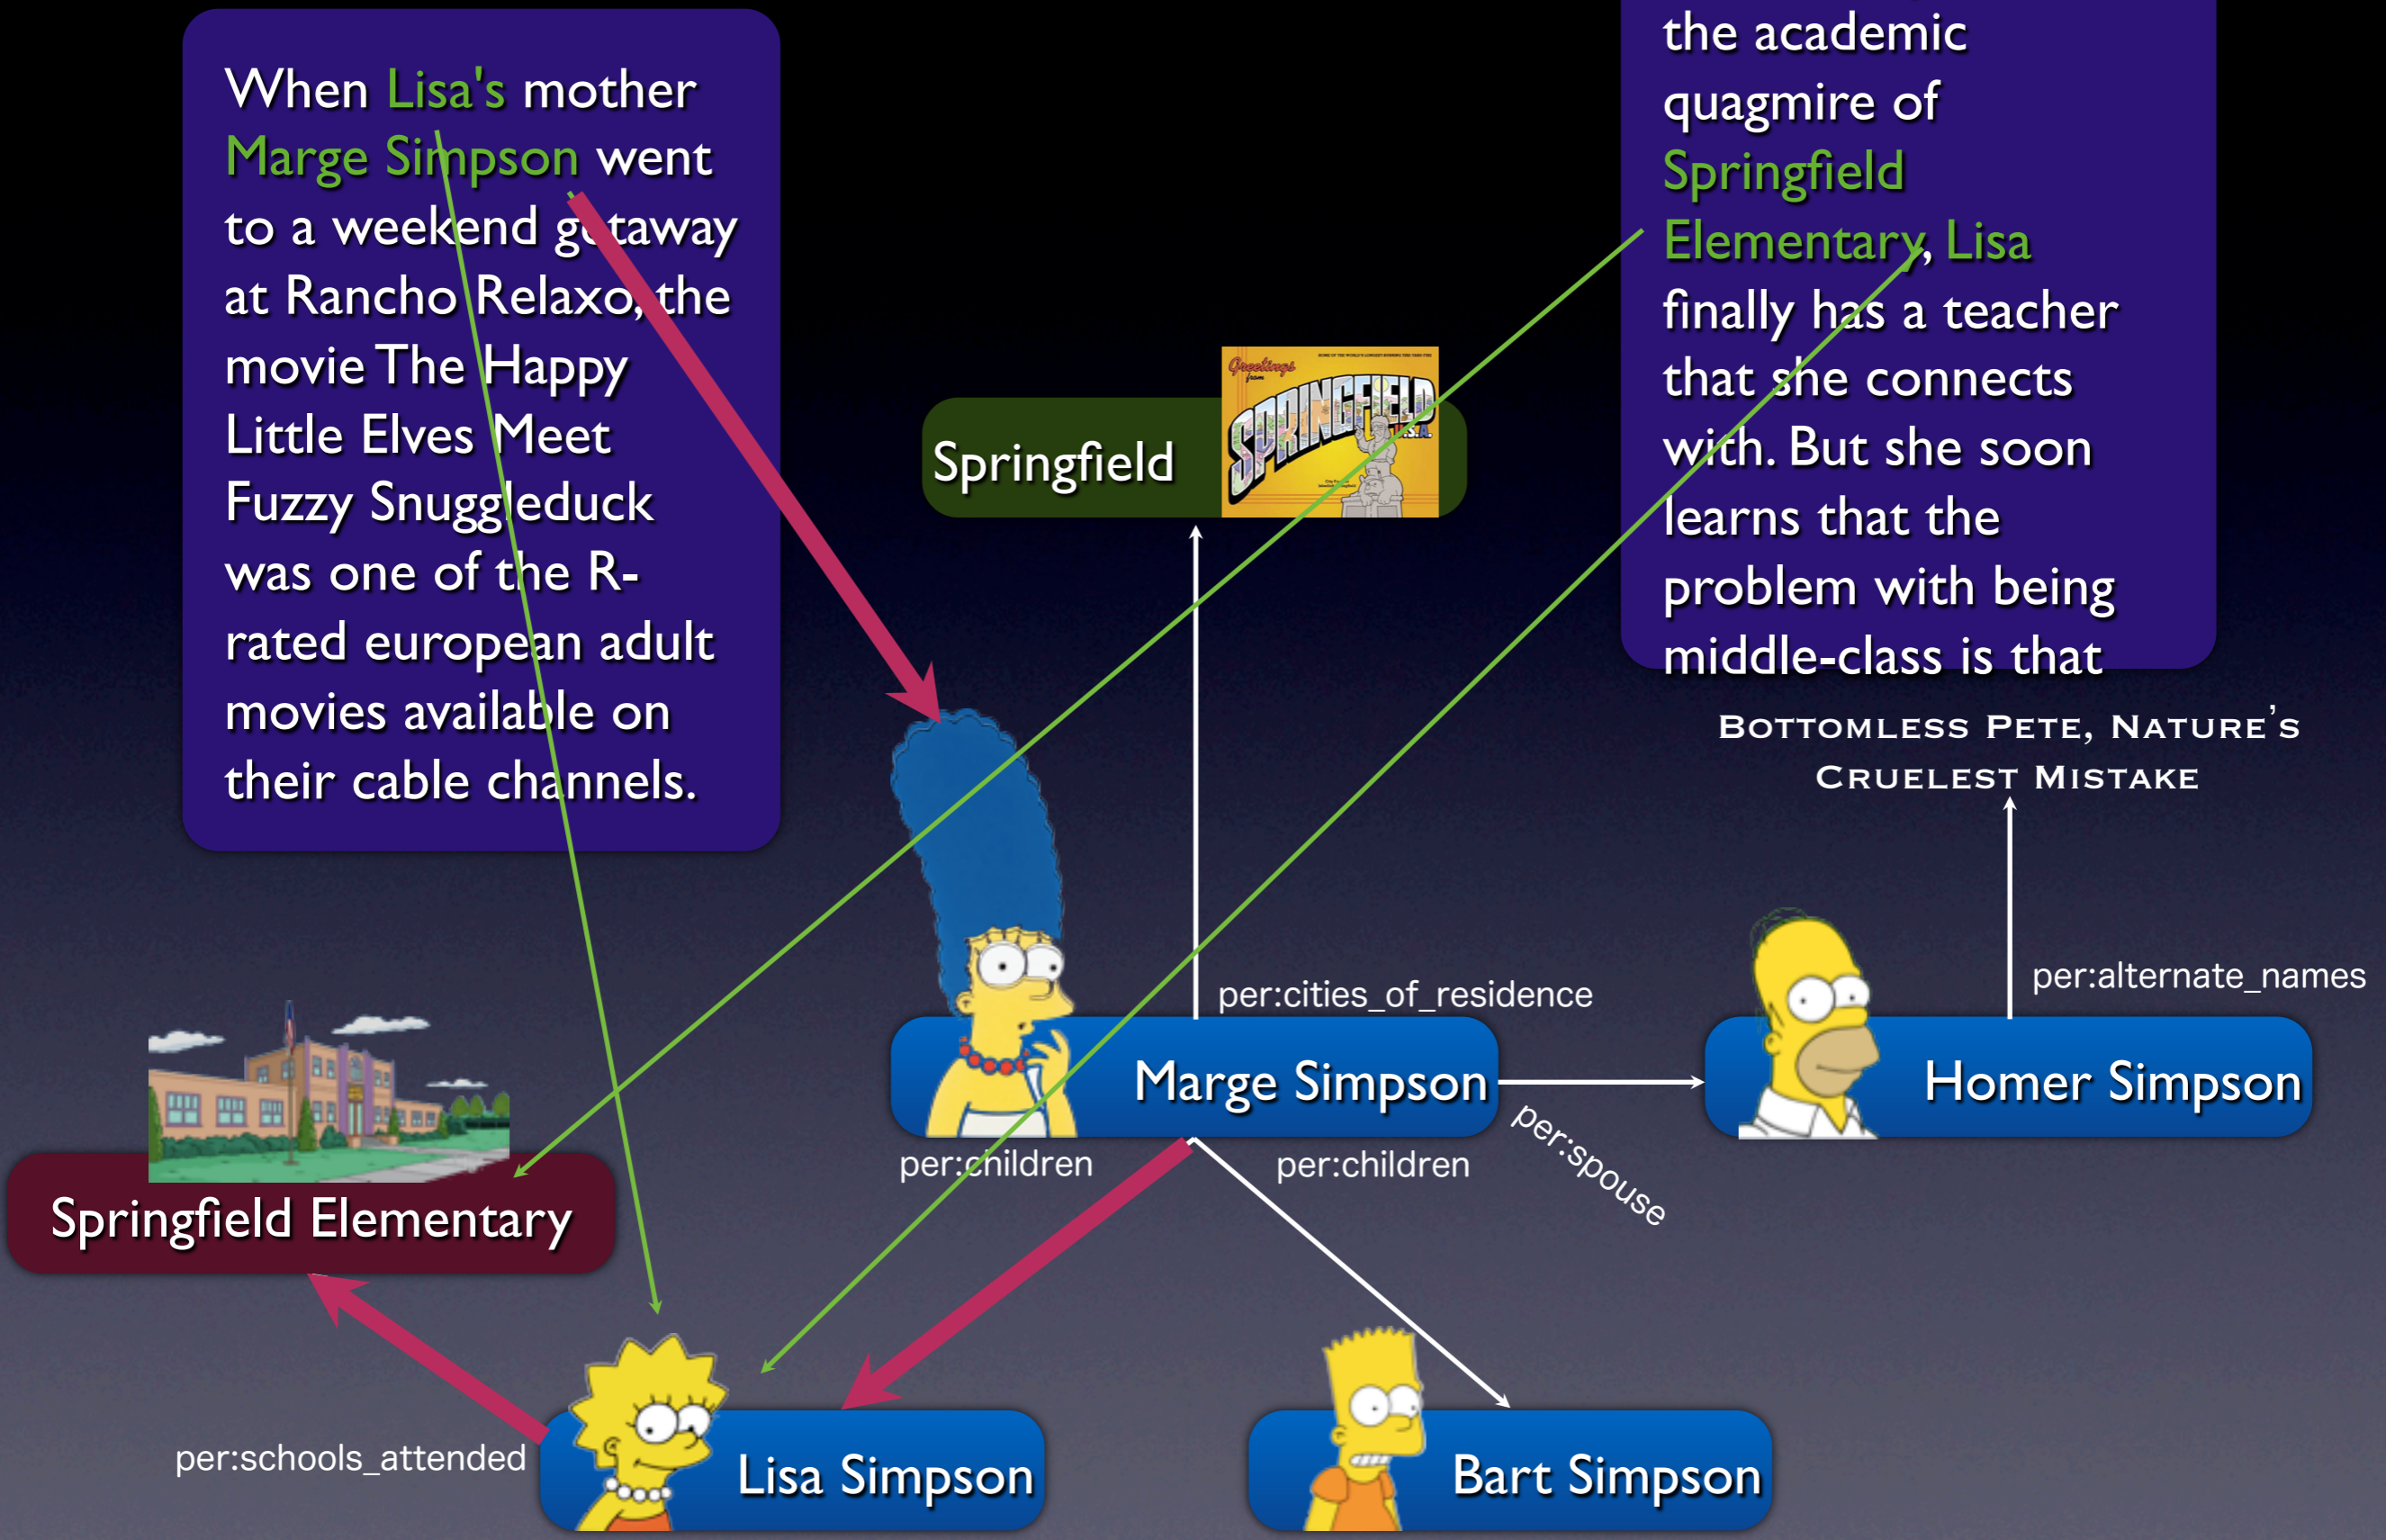 When Lisa's mother
Marge Simpson went
to a weekend getaway
at Rancho Relaxo, the
movie The Happy
Little Elves Meet
Fuzzy Snuggleduck
was one of the R-
rated european adult
movies available on
their cable channels.
the academic
quagmire of
Springfield
Elementary, Lisa
finally has a teacher
that she connects
with. But she soon
learns that the
problem with being
middle-class is that
Greetings
from
SPRINGFIELD
U.S.A.
Springfield
BOTTOMLESS PETE, NATURE'S
CRUELEST MISTAKE
per:cities_of_residence
per:alternate_names
Marge Simpson
Homer Simpson
per:children
per:children
per:spouse
Springfield Elementary
per:schools_attended
Lisa Simpson
Bart Simpson